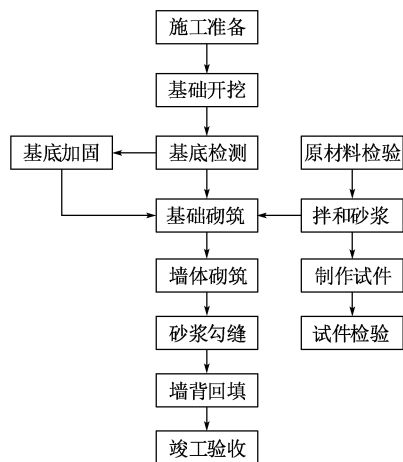 施工准备
基础开挖
基底加固
基底检测
原材料检验
基础砌筑
拌和砂浆
墙体砌筑
制作试件
砂浆勾缝
试件检验
墙背回填
竣工验收